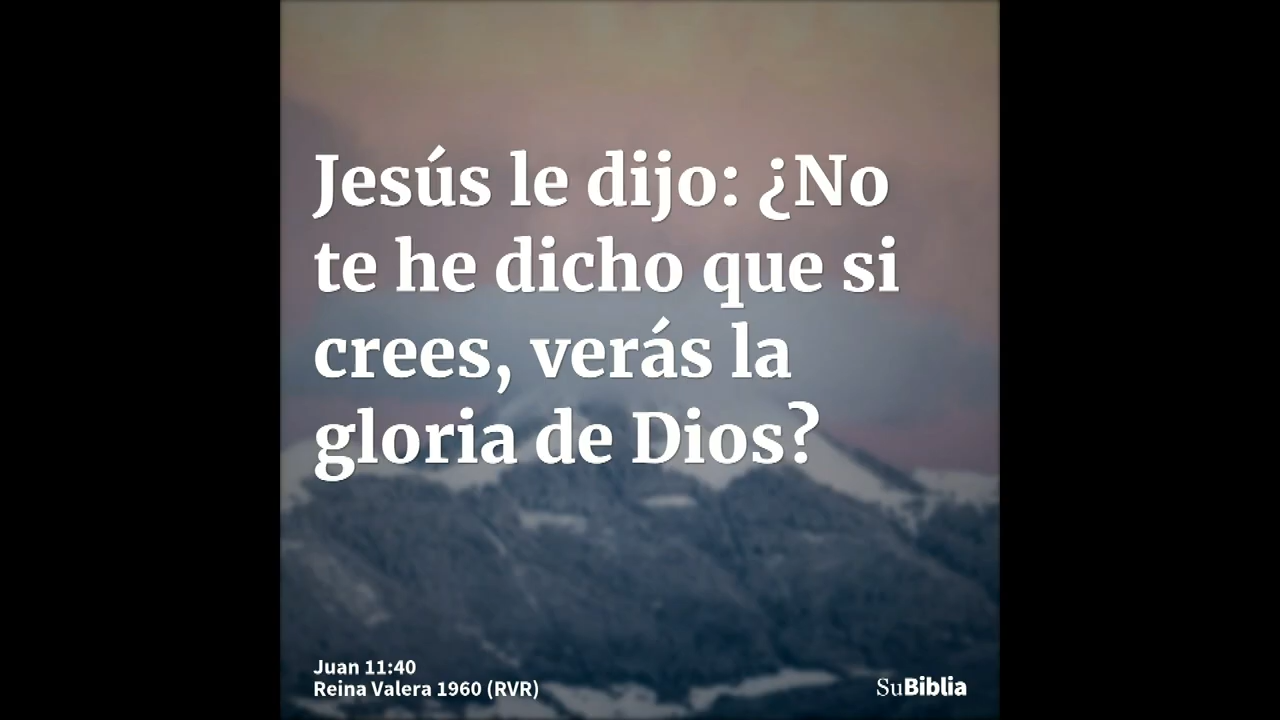 Jesús le dijo: ¿No
te he dicho que si
crees, verás la
gloria de Dios?
Juan 11:40
Reina Valera 1960 (RVR)
SuBiblia